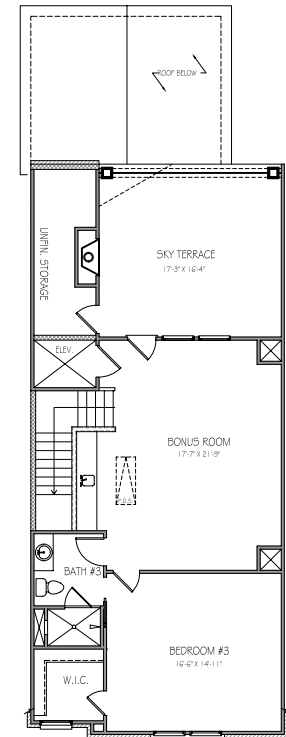 ROOF BELOW
SKY TERRACE
17'-3" X 16'-4"
UNFIN. STORAGE
ELEV.
BONUS ROOM
17'-7" X 21'-9"
BATH #3
BEDROOM #3
16'-6" X 14'-11"
W.I.C.